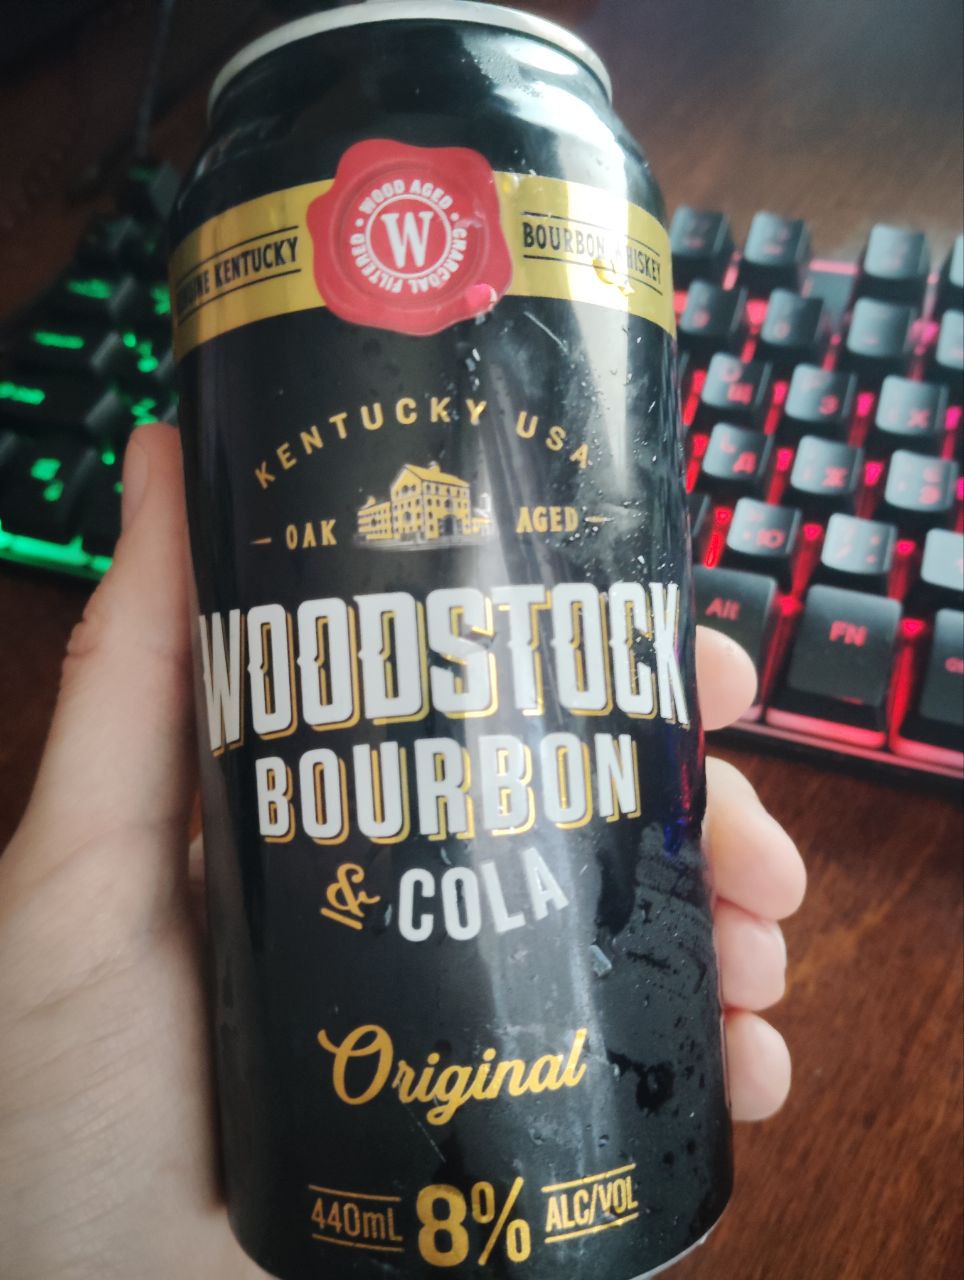 WOOD AGED
CHARCOAL FILTERED
W
KENTUCKY
BOURBON
KENTUCKY USA
OAK AGED
WOODSTOCK
BOURBON
& COLA
Original
440mL 8% ALC/VOL
Alt
FN